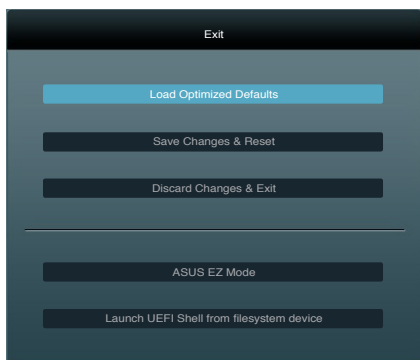 Exit
Load Optimized Defaults
Save Changes & Reset
Discard Changes & Exit
ASUS EZ Mode
Launch UEFI Shell from filesystem device